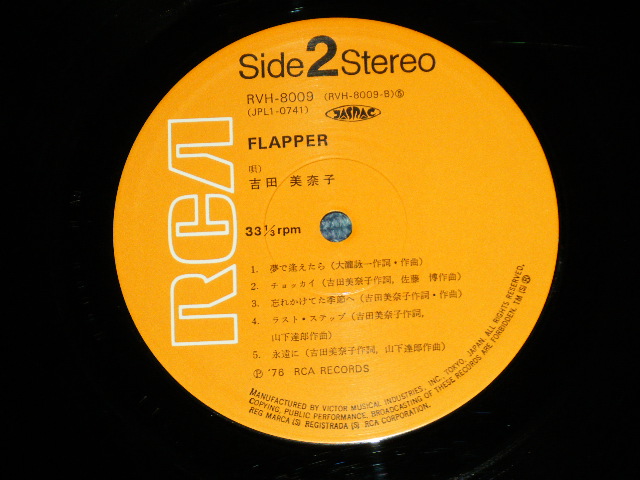 Side 2 Stereo
RVH-8009 (RVH-8009-B)⑤
(JPL1-0741) JASRAC
FLAPPER
唄)
吉田 美奈子
33 1/3 rpm
1. 夢で逢えたら (大瀧詠一作詞・作曲)
2. チョッカイ (吉田美奈子作詞, 佐藤 博作曲)
3. 忘れかけてた季節へ (吉田美奈子作詞・作曲)
4. ラスト・ステップ (吉田美奈子作詞,
山下達郎作曲)
5. 永遠に (吉田美奈子作詞, 山下達郎作曲)
Ⓟ '76 RCA RECORDS
MANUFACTURED BY VICTOR MUSICAL INDUSTRIES, INC. TOKYO, JAPAN. ALL RIGHTS RESERVED,
COPYING, PUBLIC PERFORMANCE, BROADCASTING OF THESE RECORDS ARE FORBIDDEN. TM (S) Ⓢ
REG MARCA (S) REGISTRADA (S) RCA CORPORATION.
RCA